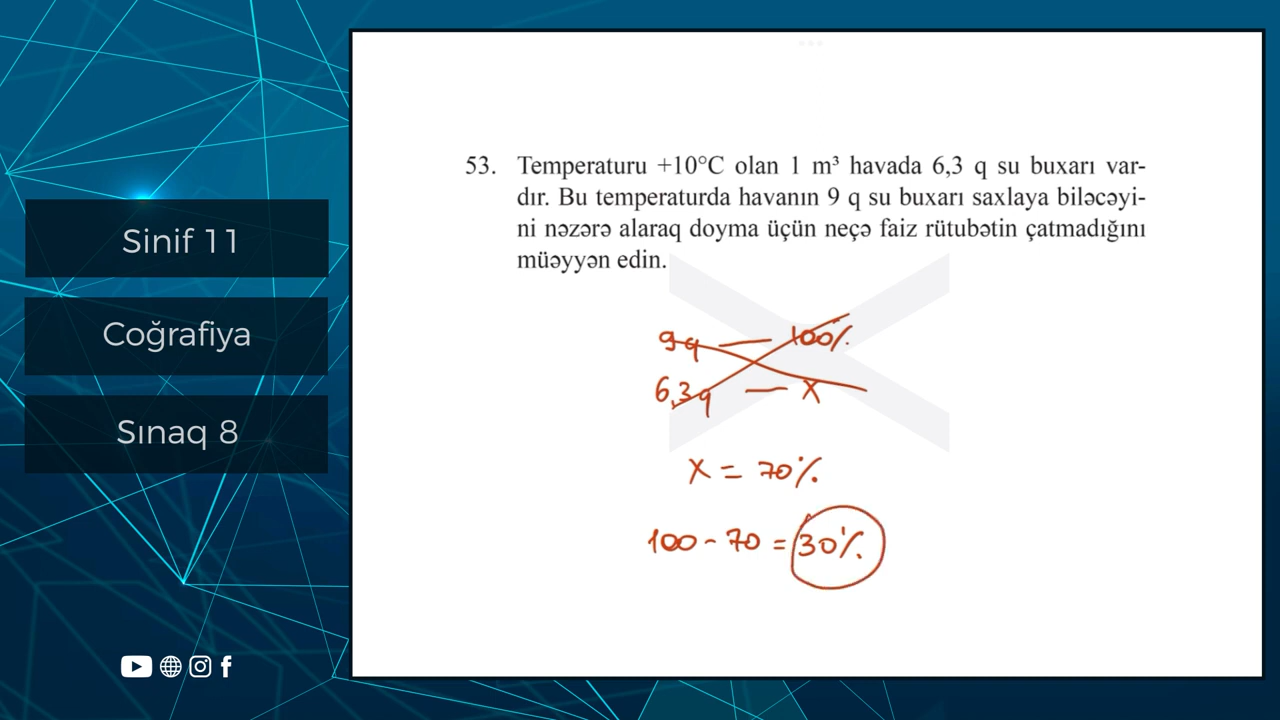 Sinif 11
Coğrafiya
Sınaq 8
53. Temperaturu +10°C olan 1 m³ havada 6,3 q su buxarı var-
dır. Bu temperaturda havanın 9 q su buxarı saxlaya biləcəyi-
ni nəzərə alaraq doyma üçün neçə faiz rütubətin çatmadığını
müəyyən edin.
9q — 100%
6,3q — X
X = 70%
100 - 70 = 30%